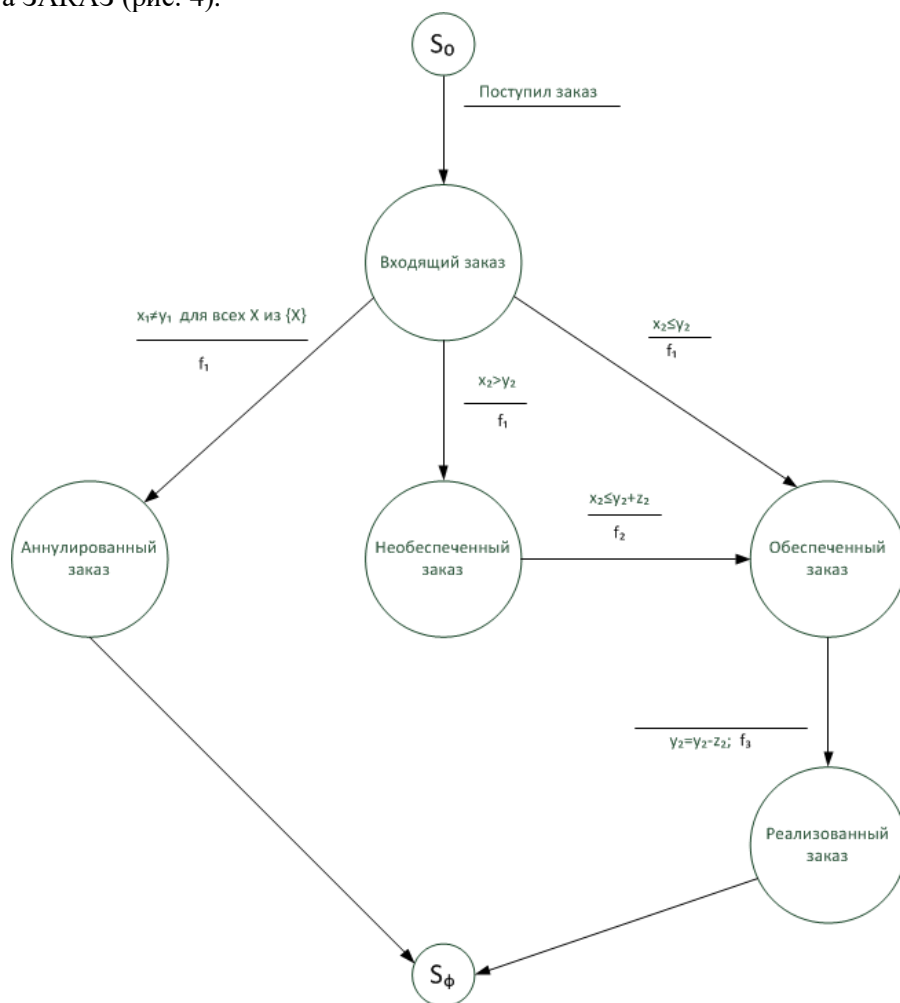 а ЗАКАЗ (рис. 4).
S₀
Поступил заказ
Входящий заказ
x₁≠y₁ для всех X из {X}
f₁
x₂≤y₂
f₁
x₂>y₂
f₁
x₂≤y₂+z₂
f₂
Аннулированный
заказ
Необеспеченный
заказ
Обеспеченный
заказ
y₂=y₂-z₂; f₃
Реализованный
заказ
Sф